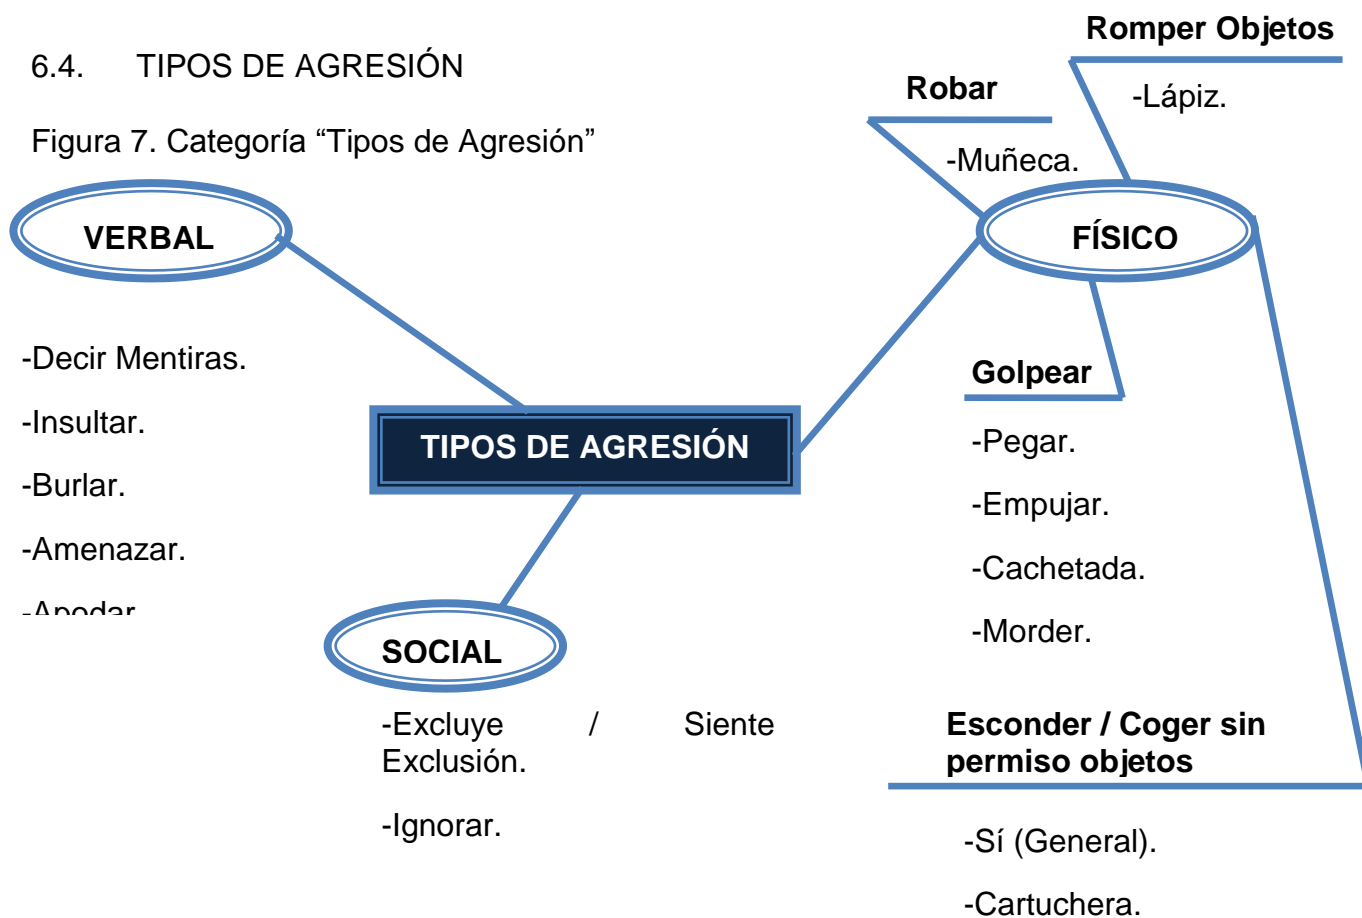 6.4. TIPOS DE AGRESIÓN
Figura 7. Categoría “Tipos de Agresión”
VERBAL
-Decir Mentiras.
-Insultar.
-Burlar.
-Amenazar.
-Apodar
TIPOS DE AGRESIÓN
SOCIAL
-Excluye / Siente
Exclusión.
-Ignorar.
FÍSICO
Robar
-Muñeca.
Romper Objetos
-Lápiz.
Golpear
-Pegar.
-Empujar.
-Cachetada.
-Morder.
Esconder / Coger sin
permiso objetos
-Sí (General).
-Cartuchera.